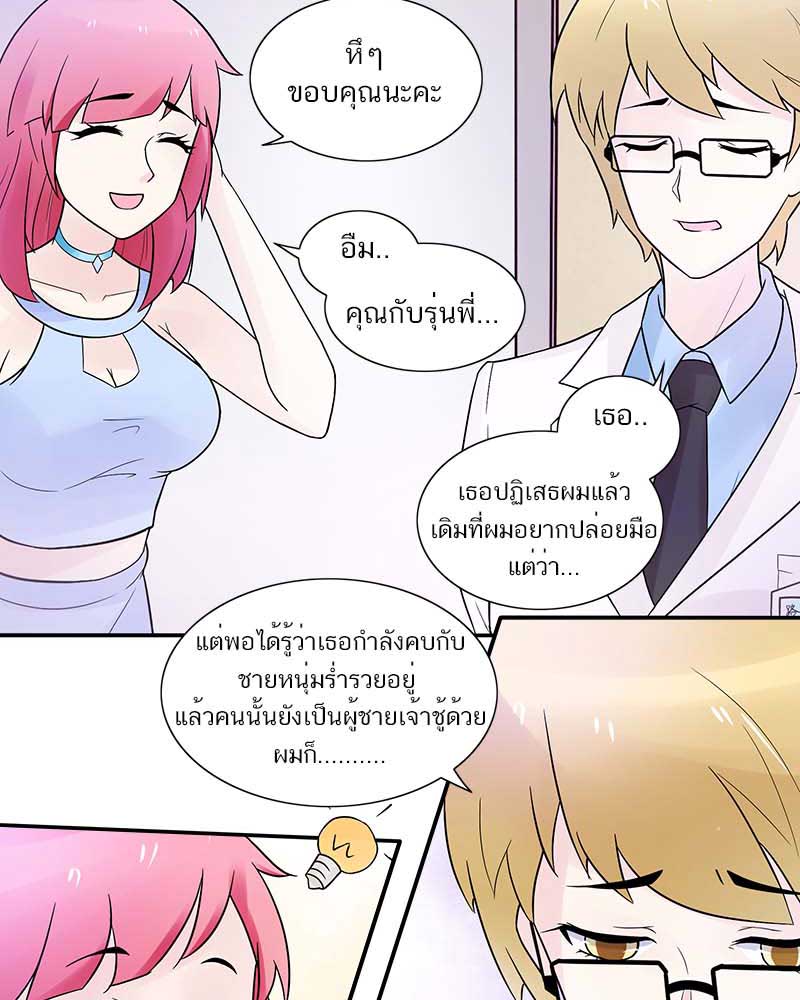 หึๆ
ขอบคุณนะคะ
อืม..
คุณกับรุ่นพี่...
เธอ..
เธอปฏิเสธผมแล้ว
เดิมที่ผมอยากปล่อยมือ
แต่ว่า...
แต่พอได้รู้ว่าเธอกำลังคบกับ
ชายหนุ่มร่ำรวยอยู่
แล้วคนนั้นยังเป็นผู้ชายเจ้าชู้ด้วย
ผมก็..........